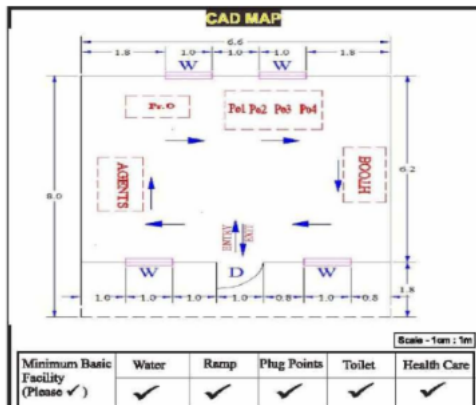 CAD MAP
6.6
1.8 1.0 1.0 1.0 1.8
W W
Pr.O Po1 Po2 Po3 Po4
8.0 AGENTS BOOTH 6.2
ENTRY EXIT
W D W
1.0 1.0 1.0 1.0 0.8 1.0 0.8 1.8
Scale - 1cm : 1m
Minimum Basic Facility (Please ✓) Water Ramp Plug Points Toilet Health Care
✓ ✓ ✓ ✓ ✓